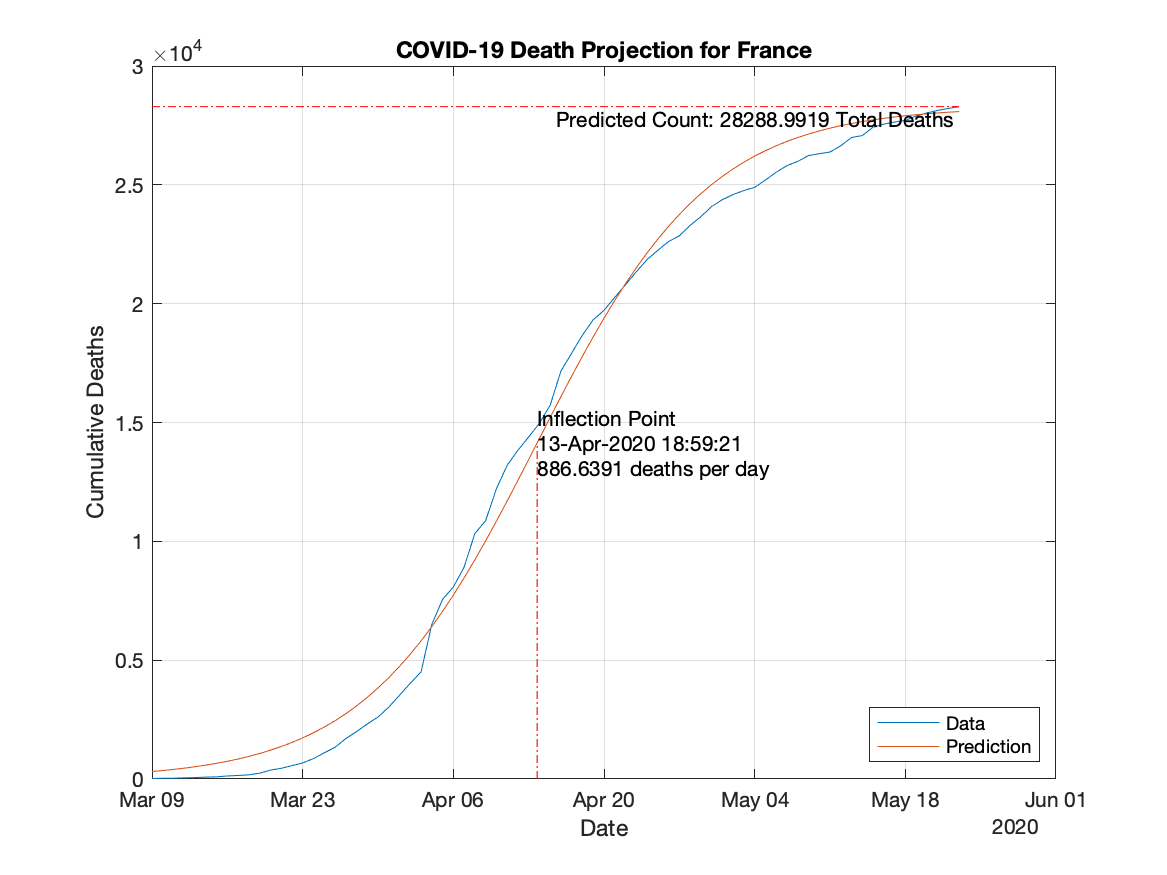 COVID-19 Death Projection for France
×10⁴
3
Predicted Count: 28288.9919 Total Deaths
2.5
2
Inflection Point
1.5
13-Apr-2020 18:59:21
886.6391 deaths per day
Cumulative Deaths
1
0.5
Data
Prediction
0
Mar 09 Mar 23 Apr 06 Apr 20 May 04 May 18 Jun 01
Date
2020